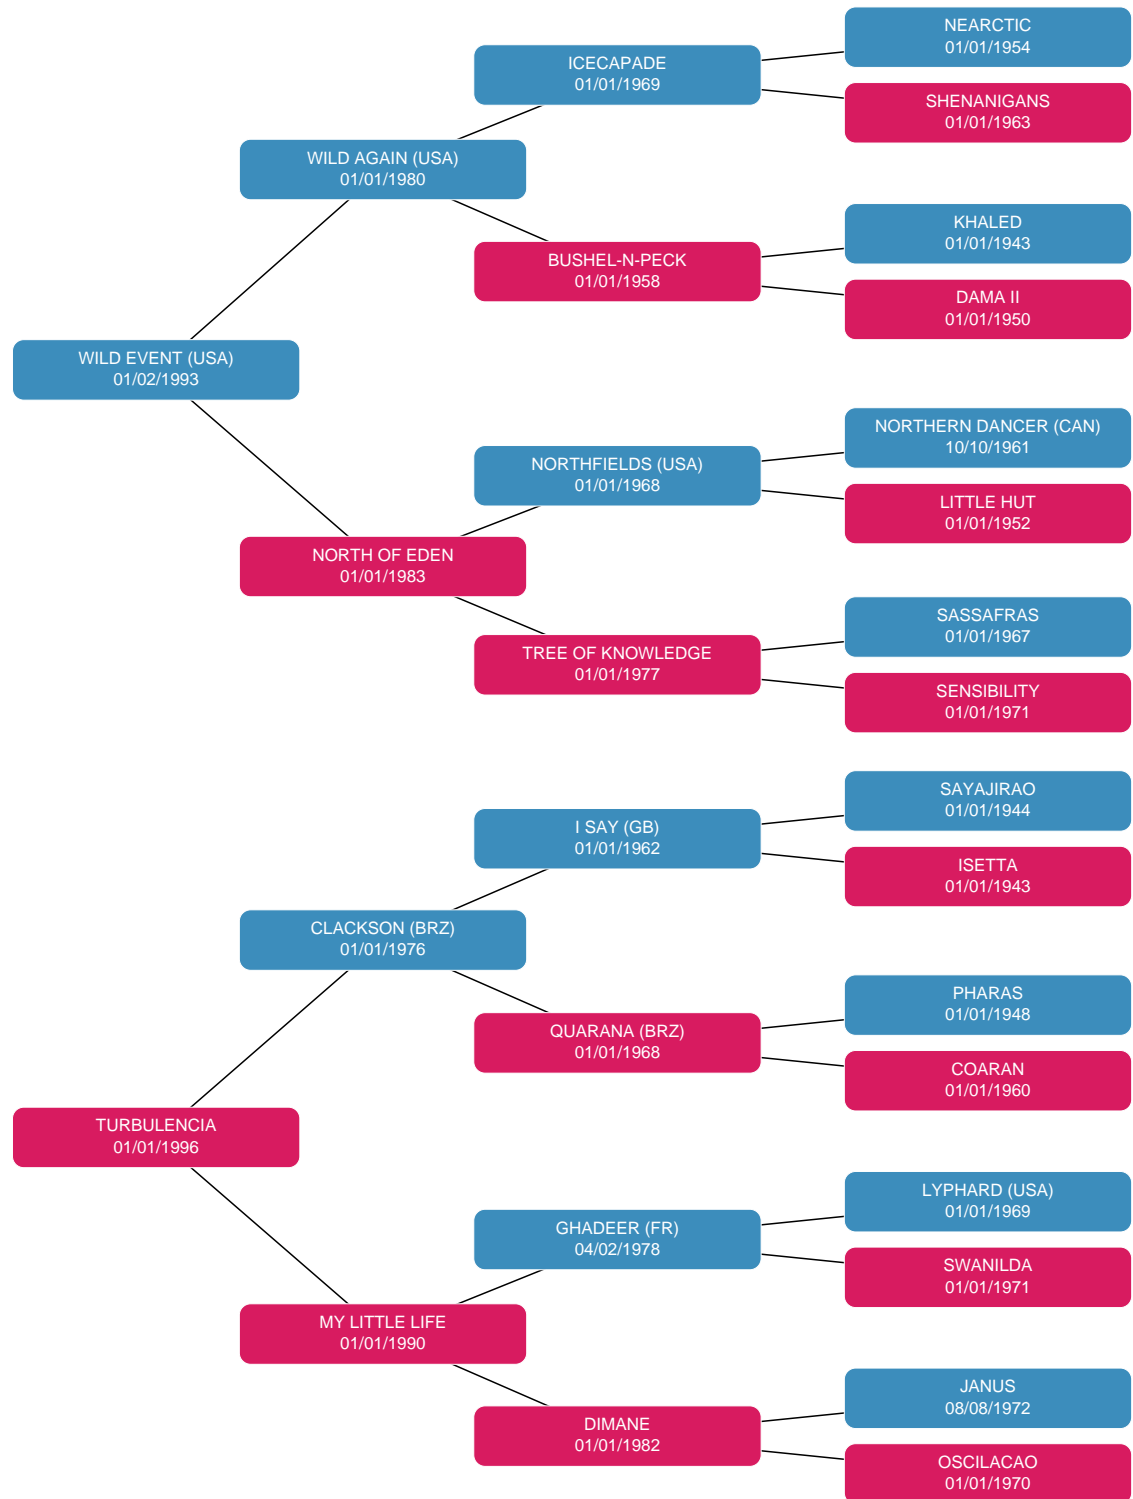 NEARCTIC
01/01/1954
ICECAPADE
01/01/1969
SHENANIGANS
01/01/1963
WILD AGAIN (USA)
01/01/1980
KHALED
01/01/1943
BUSHEL-N-PECK
01/01/1958
DAMA II
01/01/1950
WILD EVENT (USA)
01/02/1993
NORTHERN DANCER (CAN)
10/10/1961
NORTHFIELDS (USA)
01/01/1968
LITTLE HUT
01/01/1952
NORTH OF EDEN
01/01/1983
SASSAFRAS
01/01/1967
TREE OF KNOWLEDGE
01/01/1977
SENSIBILITY
01/01/1971
SAYAJIRAO
01/01/1944
I SAY (GB)
01/01/1962
ISETTA
01/01/1943
CLACKSON (BRZ)
01/01/1976
PHARAS
01/01/1948
QUARANA (BRZ)
01/01/1968
COARAN
01/01/1960
TURBULENCIA
01/01/1996
LYPHARD (USA)
01/01/1969
GHADEER (FR)
04/02/1978
SWANILDA
01/01/1971
MY LITTLE LIFE
01/01/1990
JANUS
08/08/1972
DIMANE
01/01/1982
OSCILACAO
01/01/1970